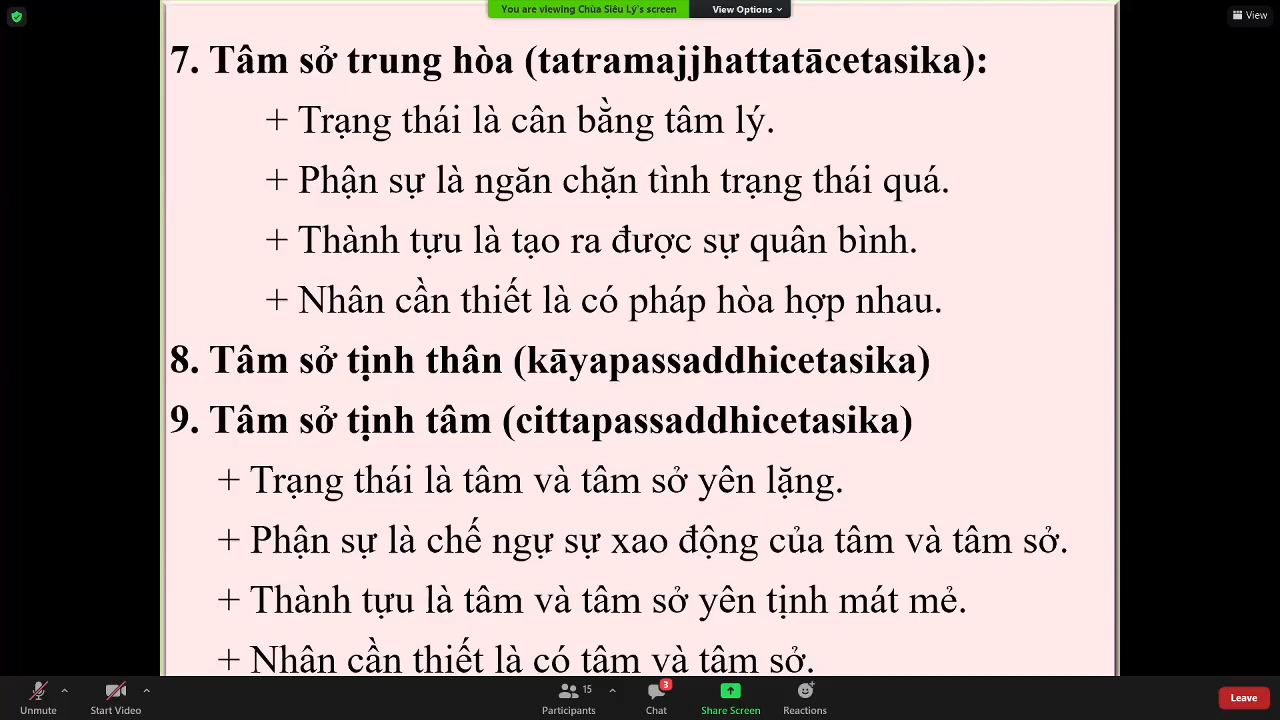 You are viewing Chùa Siêu Lý's screen
View Options
View
7. Tâm sở trung hòa (tatramajjhattatācetasika):
+ Trạng thái là cân bằng tâm lý.
+ Phận sự là ngăn chặn tình trạng thái quá.
+ Thành tựu là tạo ra được sự quân bình.
+ Nhân cần thiết là có pháp hòa hợp nhau.
8. Tâm sở tịnh thân (kāyapassaddhicetasika)
9. Tâm sở tịnh tâm (cittapassaddhicetasika)
+ Trạng thái là tâm và tâm sở yên lặng.
+ Phận sự là chế ngự sự xao động của tâm và tâm sở.
+ Thành tựu là tâm và tâm sở yên tịnh mát mẻ.
+ Nhân cần thiết là có tâm và tâm sở.
15
3
Unmute
Start Video
Participants
Chat
Share Screen
Reactions
Leave